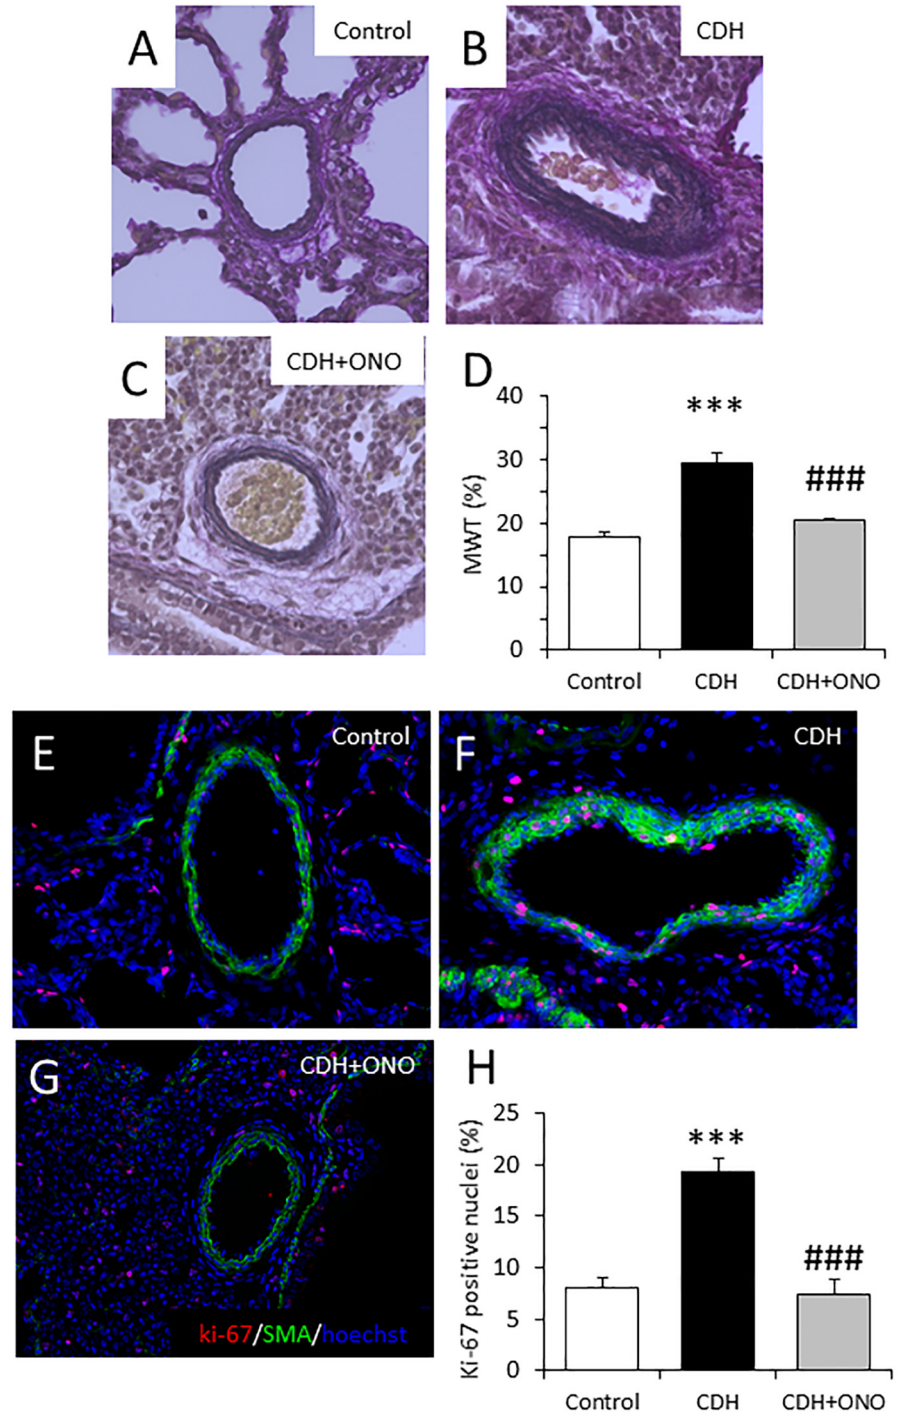 A
Control
B
CDH
C
CDH+ONO
D
40
30
20
10
0
MWT (%)
***
###
Control
CDH
CDH+ONO
E
Control
F
CDH
G
CDH+ONO
ki-67/SMA/hoechst
H
25
20
15
10
5
0
Ki-67 positive nuclei (%)
***
###
Control
CDH
CDH+ONO